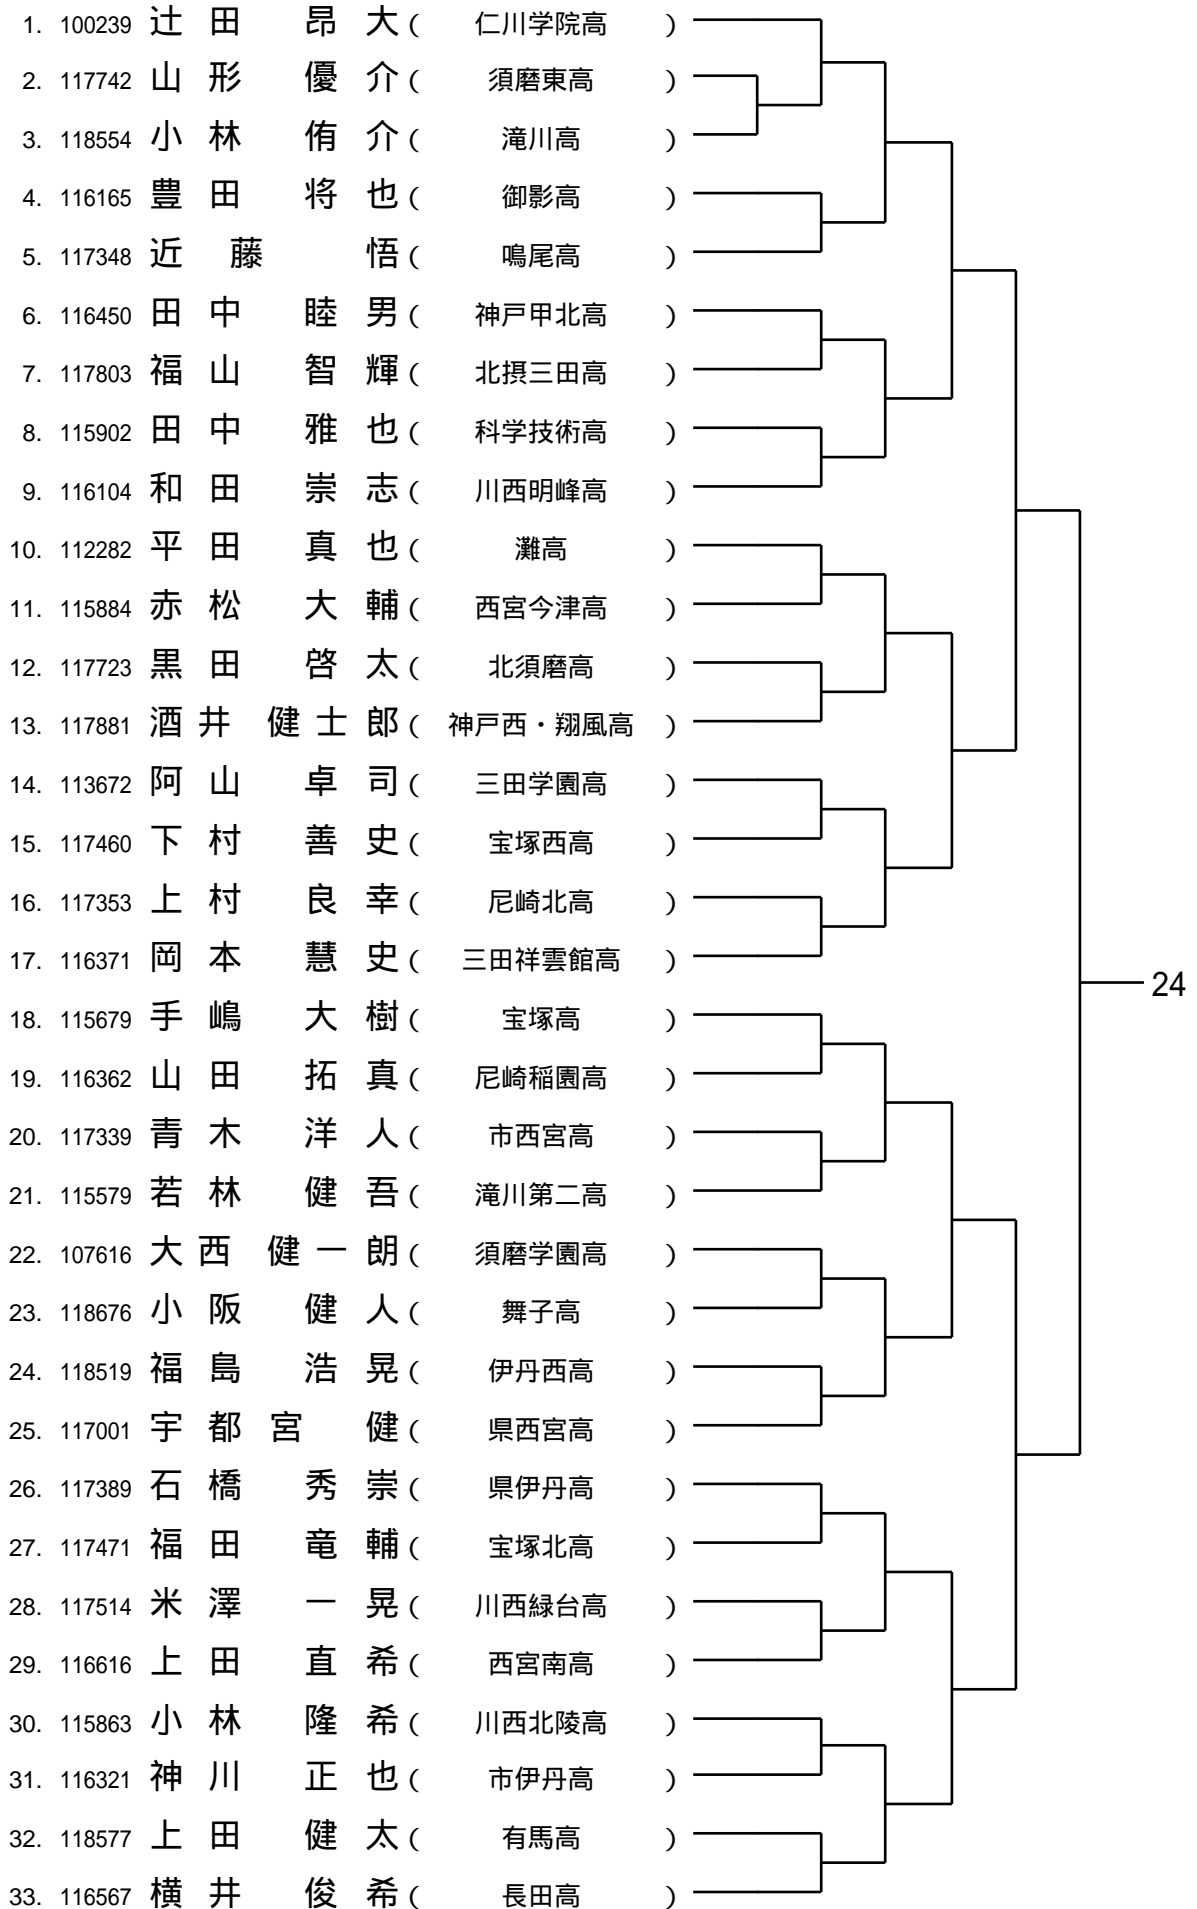 1. 100239 辻 田 昂 大 ( 仁川学院高 )
2. 117742 山 形 優 介 ( 須磨東高 )
3. 118554 小 林 侑 介 ( 滝川高 )
4. 116165 豊 田 将 也 ( 御影高 )
5. 117348 近 藤 悟 ( 鳴尾高 )
6. 116450 田 中 睦 男 ( 神戸甲北高 )
7. 117803 福 山 智 輝 ( 北摂三田高 )
8. 115902 田 中 雅 也 ( 科学技術高 )
9. 116104 和 田 崇 志 ( 川西明峰高 )
10. 112282 平 田 真 也 ( 灘高 )
11. 115884 赤 松 大 輔 ( 西宮今津高 )
12. 117723 黒 田 啓 太 ( 北須磨高 )
13. 117881 酒 井 健 士 郎 ( 神戸西・翔風高 )
14. 113672 阿 山 卓 司 ( 三田学園高 )
15. 117460 下 村 善 史 ( 宝塚西高 )
16. 117353 上 村 良 幸 ( 尼崎北高 )
17. 116371 岡 本 慧 史 ( 三田祥雲館高 )
24
18. 115679 手 嶋 大 樹 ( 宝塚高 )
19. 116362 山 田 拓 真 ( 尼崎稲園高 )
20. 117339 青 木 洋 人 ( 市西宮高 )
21. 115579 若 林 健 吾 ( 滝川第二高 )
22. 107616 大 西 健 一 朗 ( 須磨学園高 )
23. 118676 小 阪 健 人 ( 舞子高 )
24. 118519 福 島 浩 晃 ( 伊丹西高 )
25. 117001 宇 都 宮 健 ( 県西宮高 )
26. 117389 石 橋 秀 崇 ( 県伊丹高 )
27. 117471 福 田 竜 輔 ( 宝塚北高 )
28. 117514 米 澤 一 晃 ( 川西緑台高 )
29. 116616 上 田 直 希 ( 西宮南高 )
30. 115863 小 林 隆 希 ( 川西北陵高 )
31. 116321 神 川 正 也 ( 市伊丹高 )
32. 118577 上 田 健 太 ( 有馬高 )
33. 116567 横 井 俊 希 ( 長田高 )